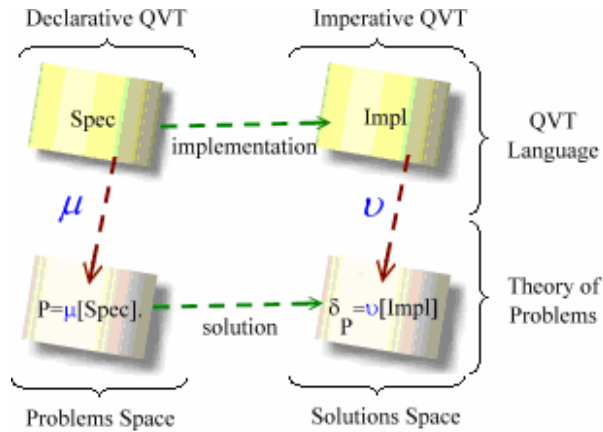 Declarative QVT
Imperative QVT
Spec
Impl
implementation
QVT
Language
μ
υ
P=μ[Spec].
δP=υ[Impl]
solution
Theory of
Problems
Problems Space
Solutions Space